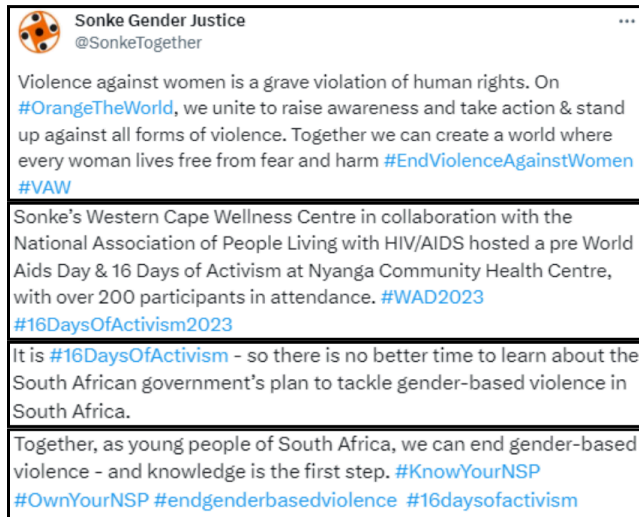 Sonke Gender Justice
@SonkeTogether
Violence against women is a grave violation of human rights. On
#OrangeTheWorld, we unite to raise awareness and take action & stand
up against all forms of violence. Together we can create a world where
every woman lives free from fear and harm #EndViolenceAgainstWomen
#VAW
Sonke’s Western Cape Wellness Centre in collaboration with the
National Association of People Living with HIV/AIDS hosted a pre World
Aids Day & 16 Days of Activism at Nyanga Community Health Centre,
with over 200 participants in attendance. #WAD2023
#16DaysOfActivism2023
It is #16DaysOfActivism - so there is no better time to learn about the
South African government’s plan to tackle gender-based violence in
South Africa.
Together, as young people of South Africa, we can end gender-based
violence - and knowledge is the first step. #KnowYourNSP
#OwnYourNSP #endgenderbasedviolence #16daysofactivism